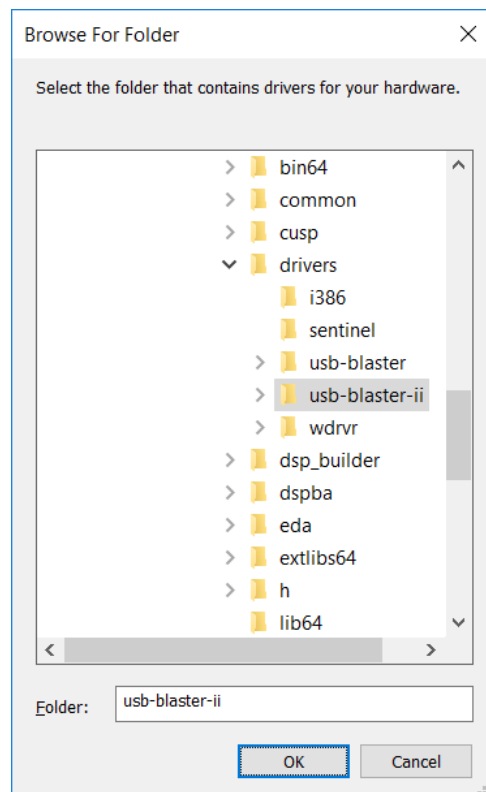 Browse For Folder
Select the folder that contains drivers for your hardware.
bin64
common
cusp
drivers
i386
sentinel
usb-blaster
usb-blaster-ii
wdrvr
dsp_builder
dspba
eda
extlibs64
h
lib64
Folder: usb-blaster-ii
OK Cancel